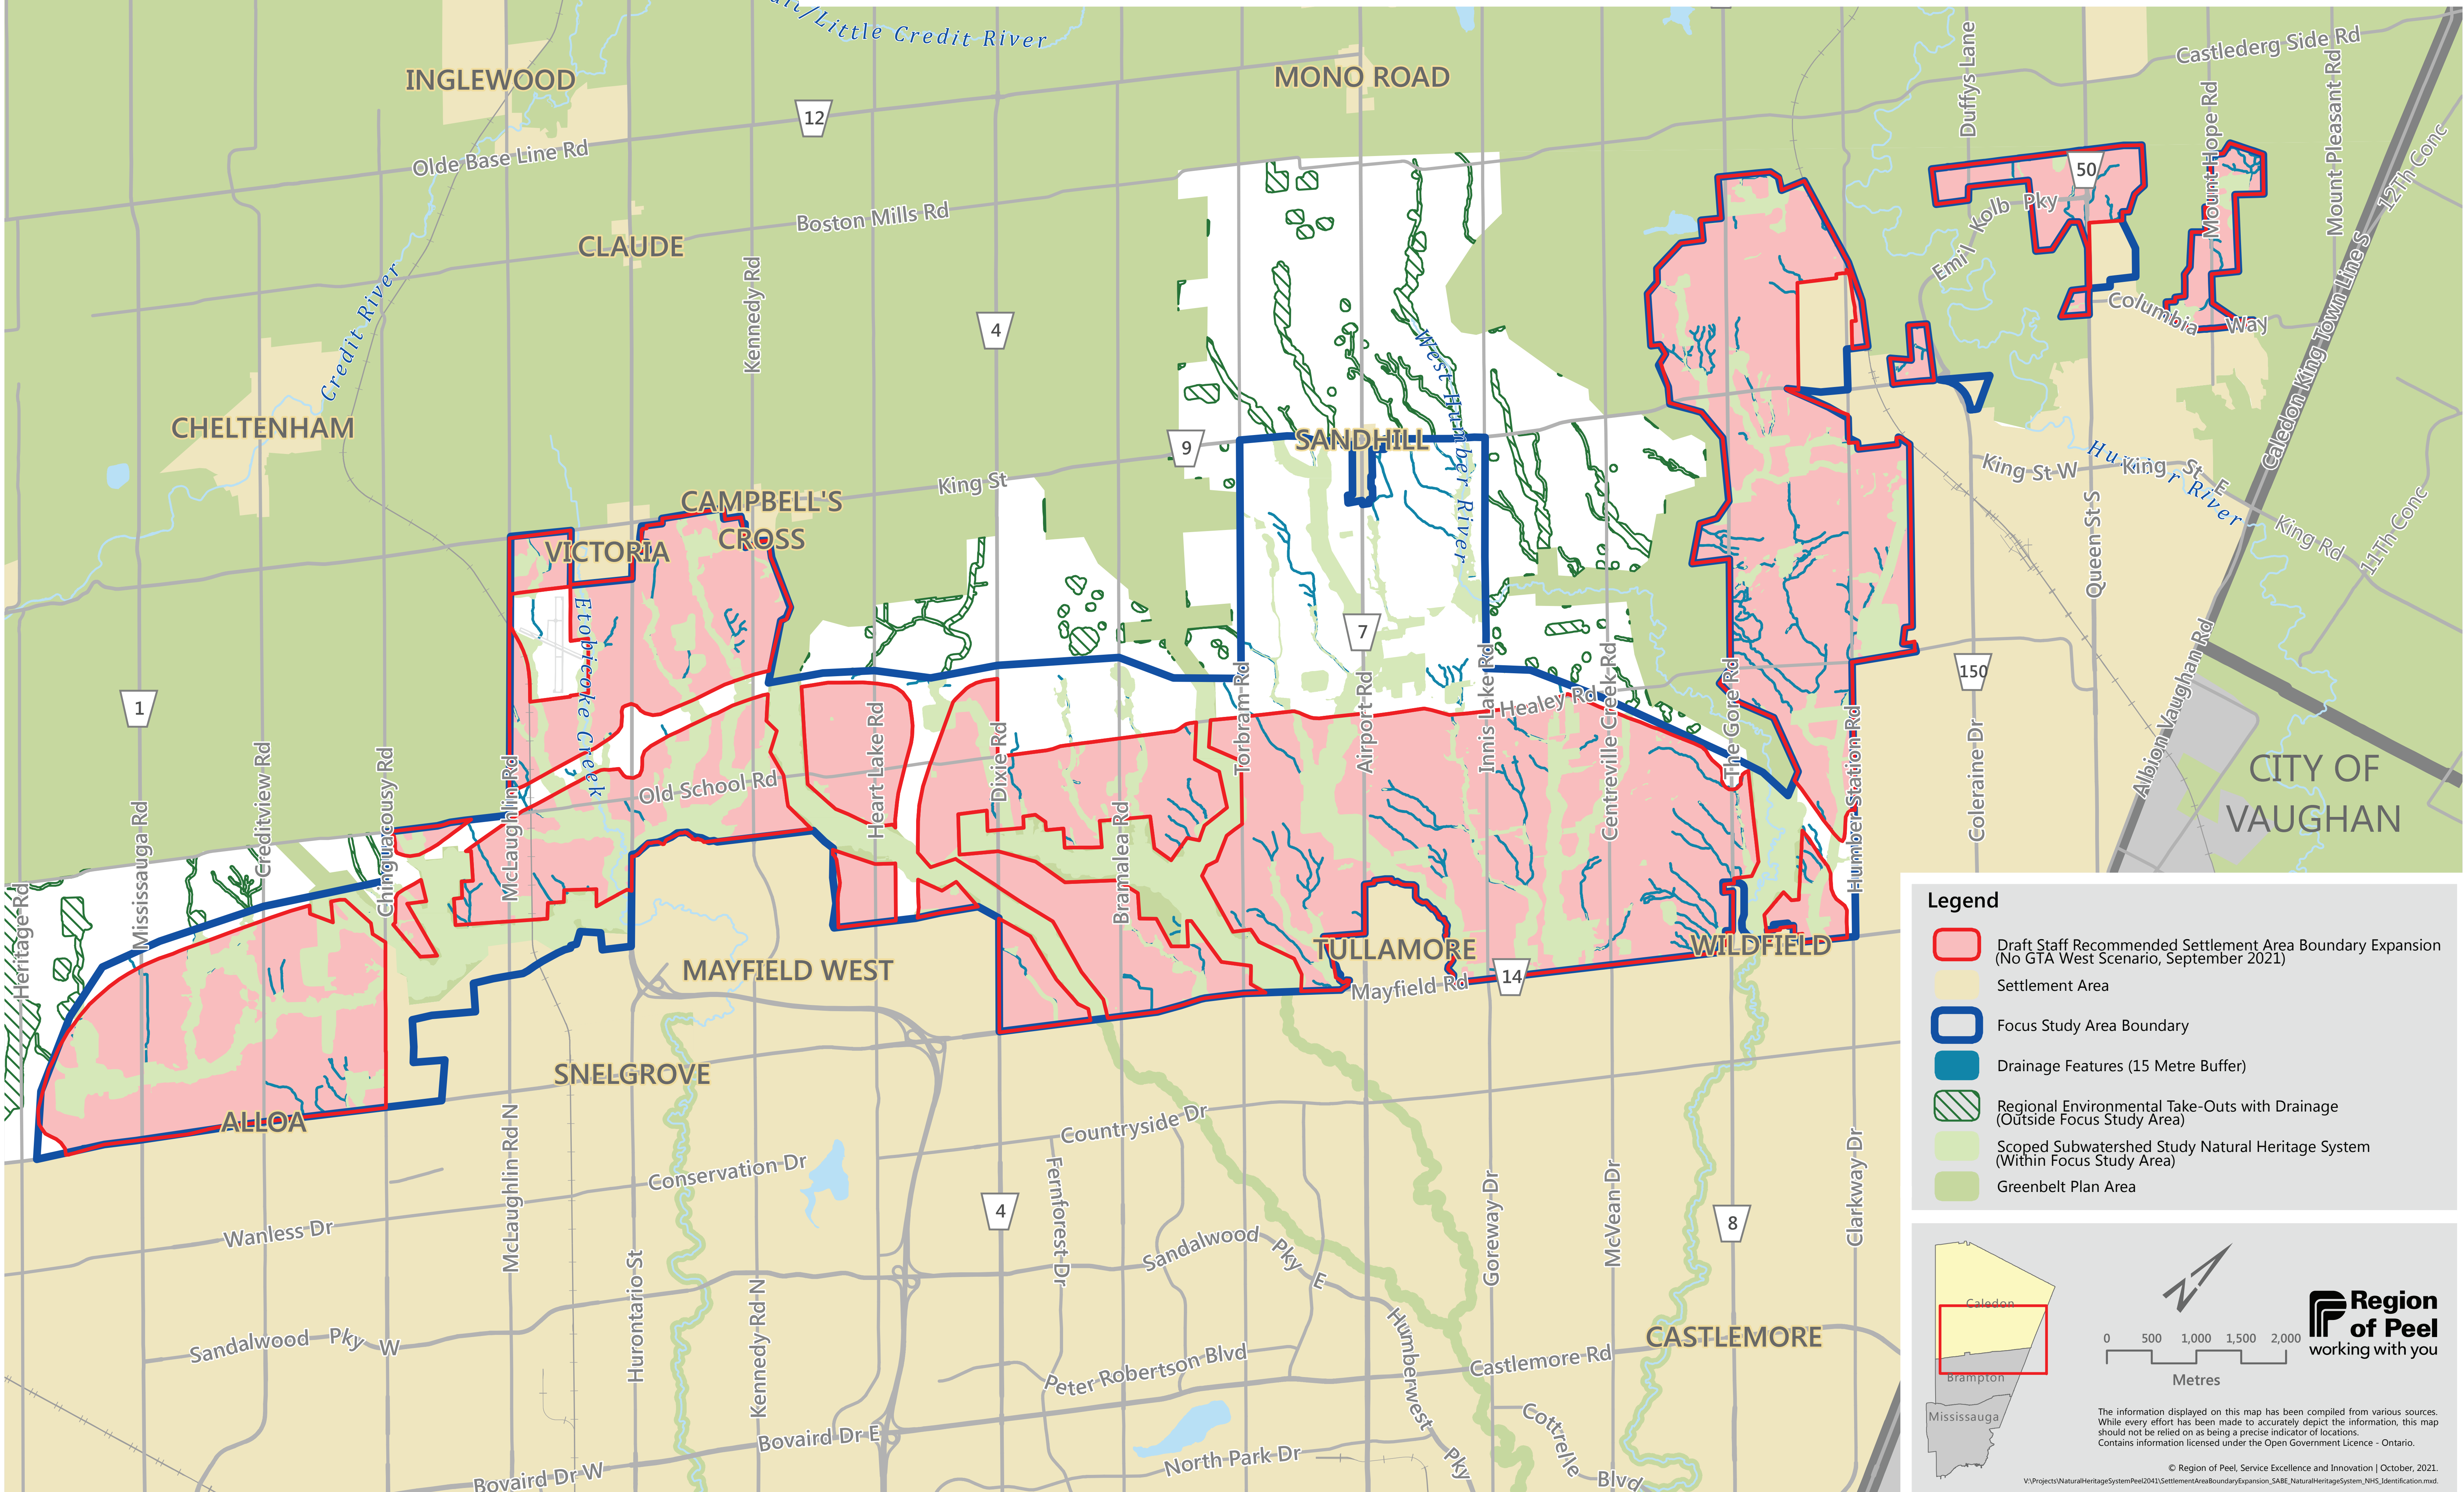 ult/Little Credit River
Castlederg Side Rd
INGLEWOOD
MONO ROAD
Duffys Lane
Mount Hope Rd
Mount Pleasant Rd
12Th Conc
12
Olde Base Line Rd
50
Boston Mills Rd
Emil Kolb Pky
CLAUDE
Kennedy Rd
Credit River
4
Columbia Way
Caledon King Town Line S
West Humber River
CHELTENHAM
9
SANDHILL
King St
King St W
King St E
Humber River
CAMPBELL'S
CROSS
King Rd
11Th Conc
VICTORIA
Queen St S
Etobicoke Creek
7
1
150
Torbram Rd
Airport Rd
Innis Lake Rd
Healey Rd
Centreville Creek Rd
The Gore Rd
Humber Station Rd
Coleraine Dr
Albion Vaughan Rd
Old School Rd
Heart Lake Rd
Dixie Rd
Bramalea Rd
CITY OF
VAUGHAN
Heritage Rd
Mississauga Rd
Creditview Rd
Chinguacousy Rd
McLaughlin Rd
TULLAMORE
WILDFIELD
MAYFIELD WEST
Mayfield Rd
14
SNELGROVE
ALLOA
Countryside Dr
Conservation Dr
McLaughlin Rd N
Fernforest Dr
Goreway Dr
McVean Dr
Clarkway Dr
Wanless Dr
4
8
Sandalwood Pky E
Hurontario St
Kennedy Rd N
Sandalwood Pky W
Humberwest Pky
CASTLEMORE
Castlemore Rd
Peter Robertson Blvd
Cottrelle Blvd
Bovaird Dr E
North Park Dr
Bovaird Dr W
Legend
Draft Staff Recommended Settlement Area Boundary Expansion
(No GTA West Scenario, September 2021)
Settlement Area
Focus Study Area Boundary
Drainage Features (15 Metre Buffer)
Regional Environmental Take-Outs with Drainage
(Outside Focus Study Area)
Scoped Subwatershed Study Natural Heritage System
(Within Focus Study Area)
Greenbelt Plan Area
Caledon
Brampton
Mississauga
N
0 500 1,000 1,500 2,000
Metres
Region
of Peel
working with you
The information displayed on this map has been compiled from various sources.
While every effort has been made to accurately depict the information, this map
should not be relied on as being a precise indicator of locations.
Contains information licensed under the Open Government Licence - Ontario.
© Region of Peel, Service Excellence and Innovation | October, 2021.
V:\Projects\NaturalHeritageSystemPeel2041\SettlementAreaBoundaryExpansion_SABE_NaturalHeritageSystem_NHS_Identification.mxd.